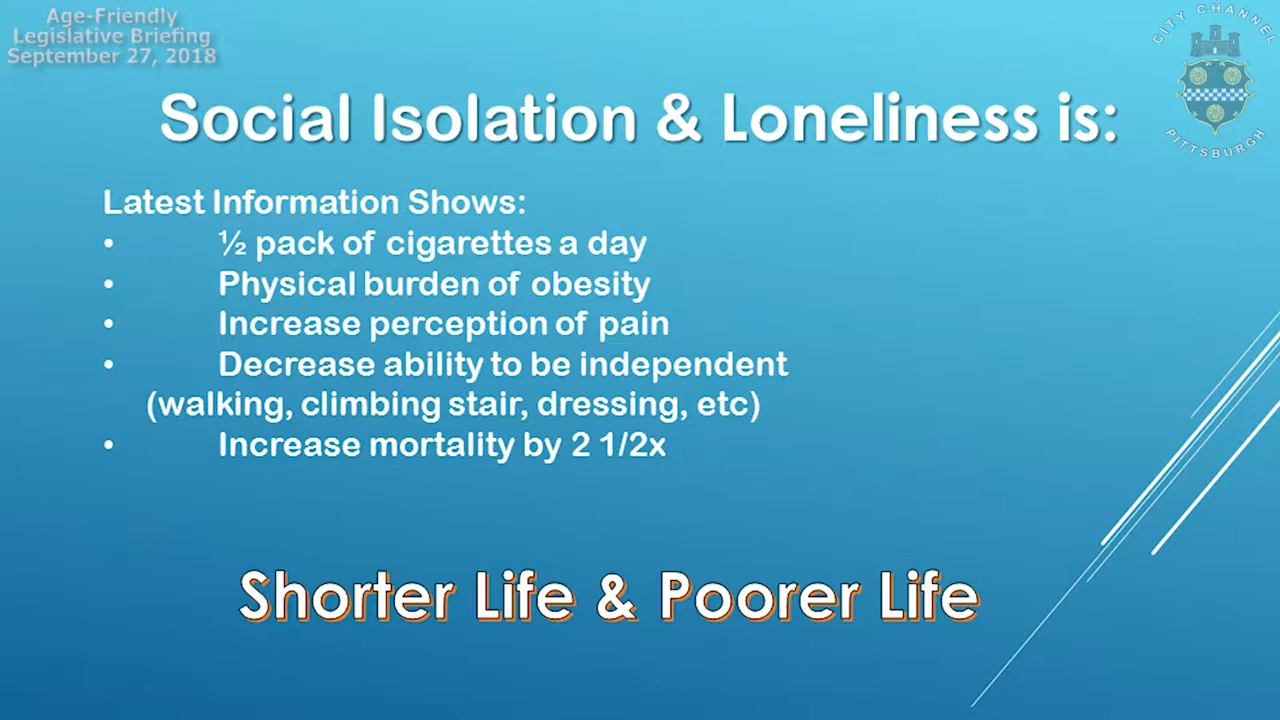 Age-Friendly
Legislative Briefing
September 27, 2018
CITY CHANNEL
PITTSBURGH
Social Isolation & Loneliness is:
Latest Information Shows:
• ½ pack of cigarettes a day
• Physical burden of obesity
• Increase perception of pain
• Decrease ability to be independent
(walking, climbing stair, dressing, etc)
• Increase mortality by 2 1/2x
Shorter Life & Poorer Life